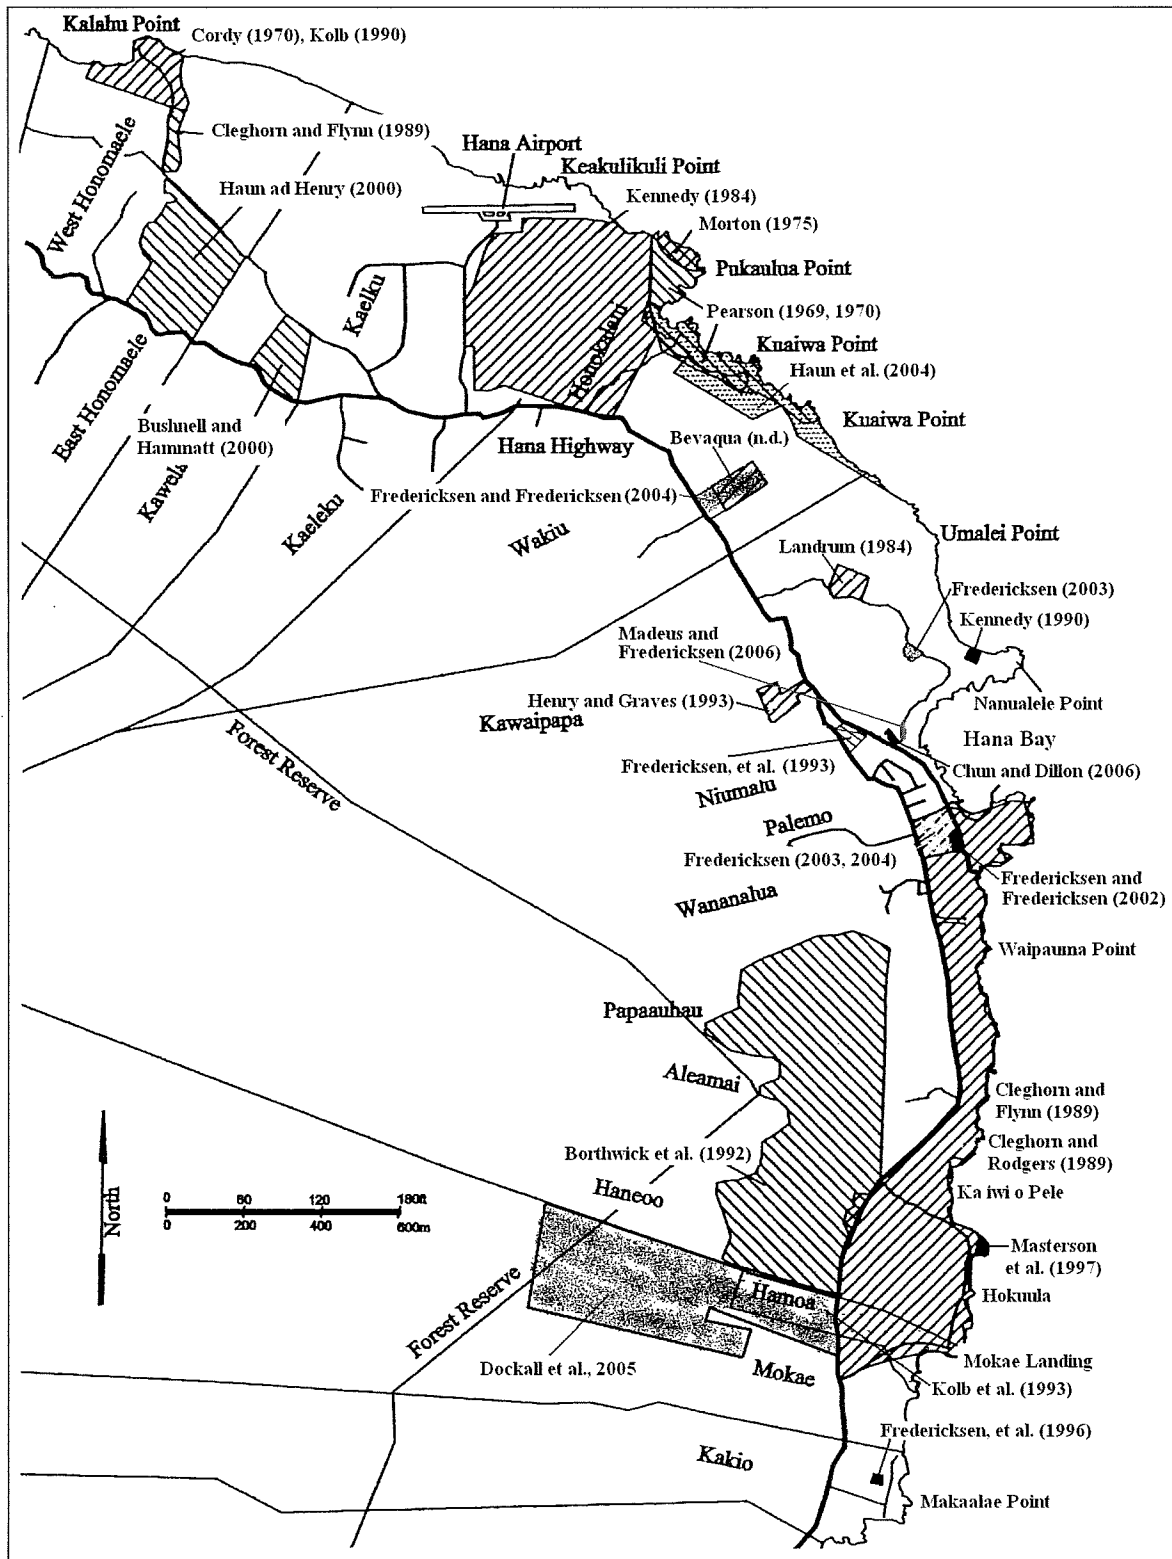 Kalahu Point
Cordy (1970), Kolb (1990)
Cleghorn and Flynn (1989)
Hana Airport
Keakulikuli Point
West Honomaele
Haun ad Henry (2000)
Kennedy (1984)
Morton (1975)
Pukaulua Point
Kaelku
Pearson (1969, 1970)
Honokalani
Kuaiwa Point
Haun et al. (2004)
East Honomaele
Kuaiwa Point
Bushnell and
Hammatt (2000)
Hana Highway
Bevaqua (n.d.)
Kawela
Fredericksen and Fredericksen (2004)
Kaeleku
Wakiu
Umalei Point
Landrum (1984)
Fredericksen (2003)
Kennedy (1990)
Madeus and
Fredericksen
(2006)
Henry and Graves (1993)
Nanualele Point
Kawaipapa
Forest Reserve
Hana Bay
Fredericksen, et al. (1993)
Chun and Dillon (2006)
Niumatu
Palemo
Fredericksen (2003, 2004)
Fredericksen and
Fredericksen (2002)
Wananalua
Waipauma Point
Papaauhau
Aleamai
Cleghorn and
Flynn (1989)
Borthwick et al. (1992)
Cleghorn and
Rodgers (1989)
Haneoo
Ka iwi o Pele
North
0 60 120 180ft
0 200 400 600m
Masterson
et al. (1997)
Hamoa
Hokuula
Forest Reserve
Dockall et al., 2005
Mokae
Mokae Landing
Kolb et al. (1993)
Fredericksen, et al. (1996)
Kakio
Makaalae Point